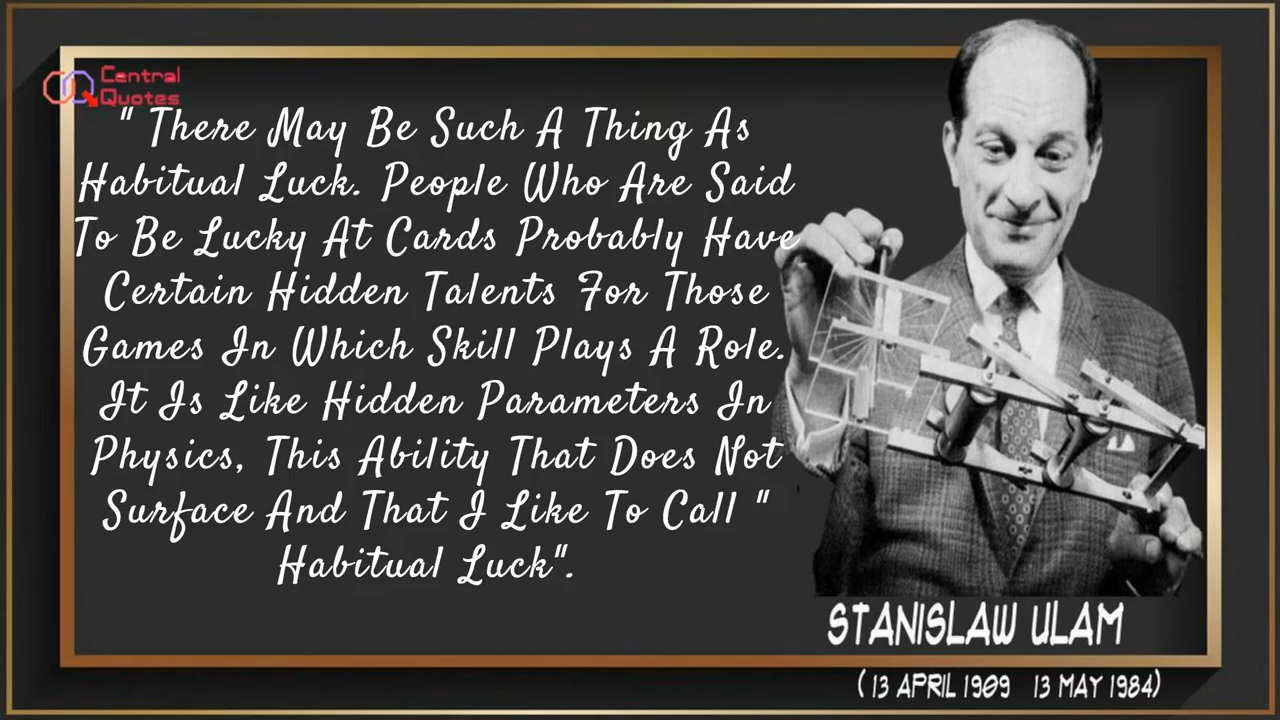 Central
Quotes
" There May Be Such A Thing As
Habitual Luck. People Who Are Said
To Be Lucky At Cards Probably Have
Certain Hidden Talents For Those
Games In Which Skill Plays A Role.
It Is Like Hidden Parameters In
Physics, This Ability That Does Not
Surface And That I Like To Call "
Habitual Luck".
STANISLAW ULAM
( 13 APRIL 1909 13 MAY 1984)